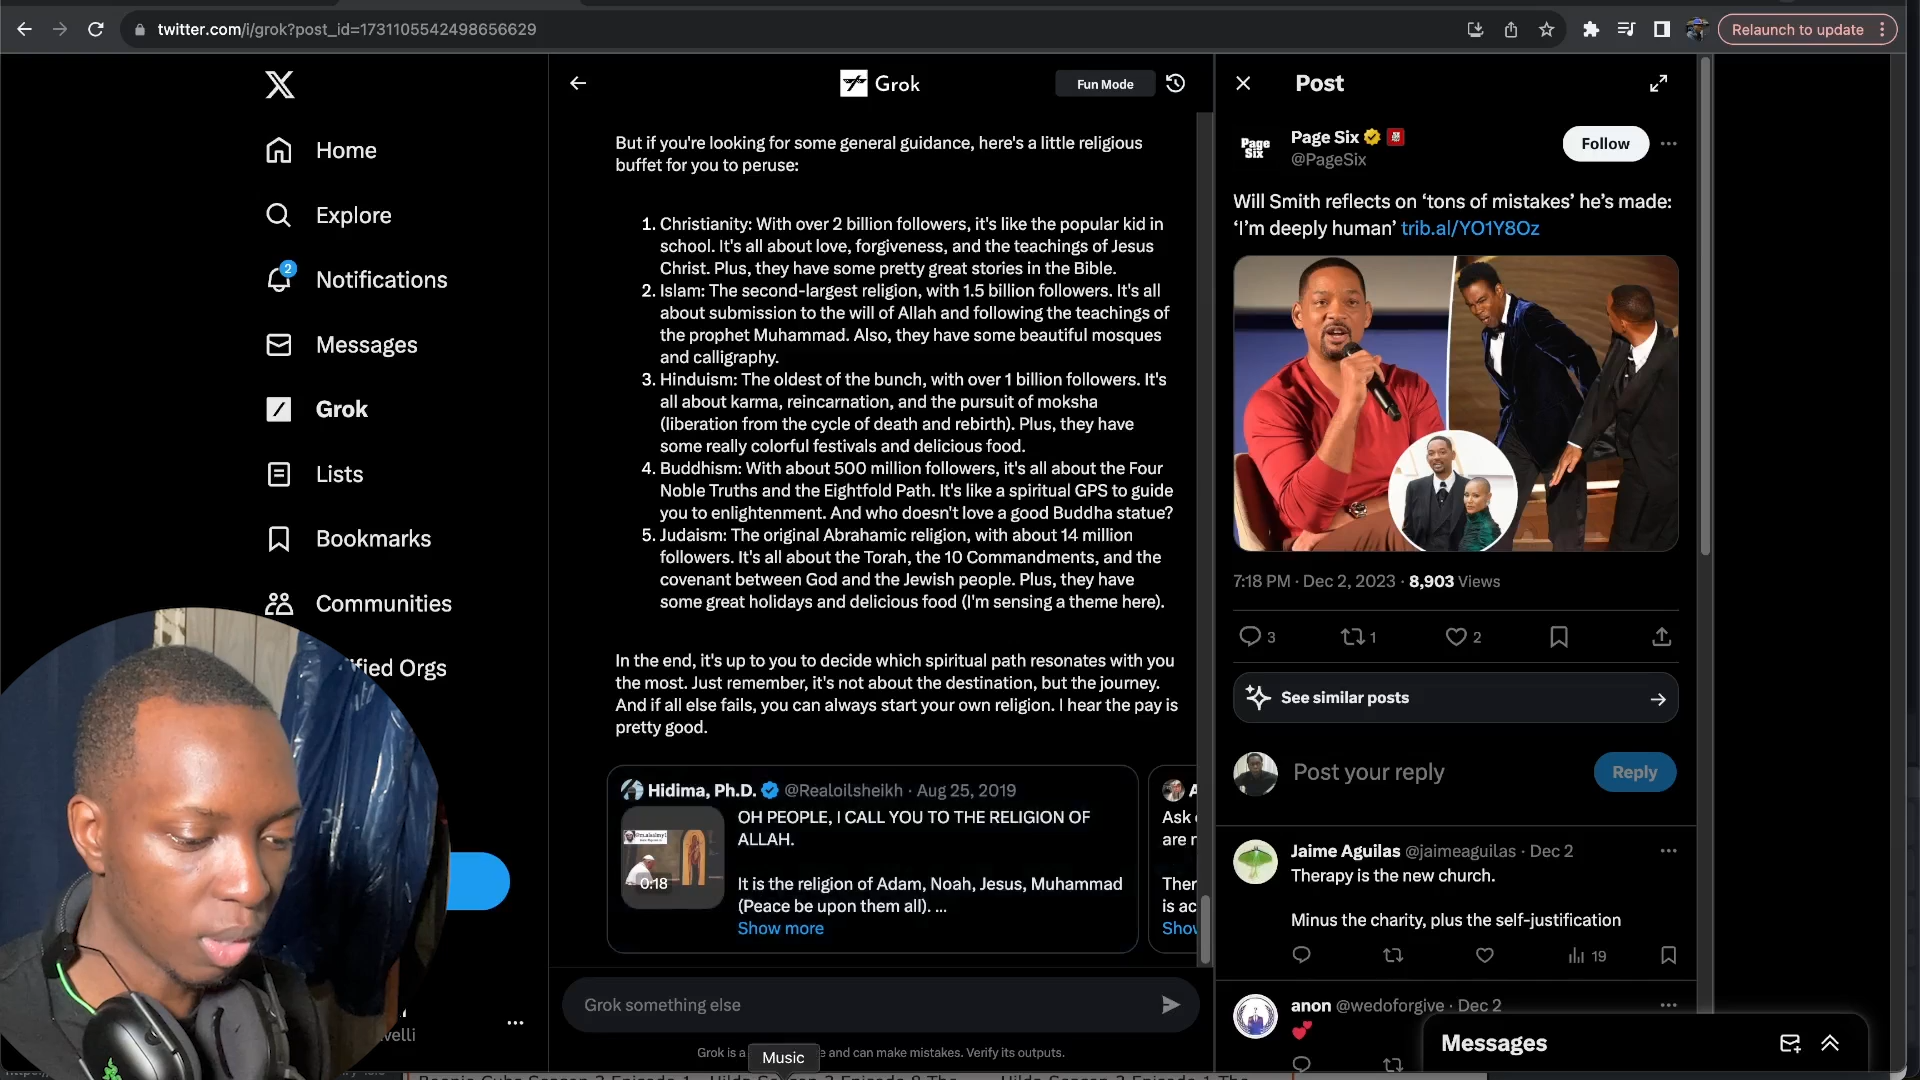 twitter.com/i/grok?post_id=1731105542498656629
Relaunch to update
Home
Explore
2
Notifications
Messages
Grok
Lists
Bookmarks
Communities
ified Orgs
velli
Grok
Fun Mode
But if you're looking for some general guidance, here's a little religious
buffet for you to peruse:
1. Christianity: With over 2 billion followers, it's like the popular kid in
school. It's all about love, forgiveness, and the teachings of Jesus
Christ. Plus, they have some pretty great stories in the Bible.
2. Islam: The second-largest religion, with 1.5 billion followers. It's all
about submission to the will of Allah and following the teachings of
the prophet Muhammad. Also, they have some beautiful mosques
and calligraphy.
3. Hinduism: The oldest of the bunch, with over 1 billion followers. It's
all about karma, reincarnation, and the pursuit of moksha
(liberation from the cycle of death and rebirth). Plus, they have
some really colorful festivals and delicious food.
4. Buddhism: With about 500 million followers, it's all about the Four
Noble Truths and the Eightfold Path. It's like a spiritual GPS to guide
you to enlightenment. And who doesn't love a good Buddha statue?
5. Judaism: The original Abrahamic religion, with about 14 million
followers. It's all about the Torah, the 10 Commandments, and the
covenant between God and the Jewish people. Plus, they have
some great holidays and delicious food (I'm sensing a theme here).
In the end, it's up to you to decide which spiritual path resonates with you
the most. Just remember, it's not about the destination, but the journey.
And if all else fails, you can always start your own religion. I hear the pay is
pretty good.
Hidima, Ph.D. @Realoilsheikh · Aug 25, 2019
OH PEOPLE, I CALL YOU TO THE RELIGION OF
ALLAH.
0:18
It is the religion of Adam, Noah, Jesus, Muhammad
(Peace be upon them all). ...
Show more
A
Ask
are r
Ther
is ac
Show
Grok something else
Grok is a
Music
e and can make mistakes. Verify its outputs.
Post
Page Six
@PageSix
Follow
Will Smith reflects on ‘tons of mistakes’ he’s made:
‘I’m deeply human’ trib.al/YO1Y8Oz
7:18 PM · Dec 2, 2023 · 8,903 Views
3
1
2
See similar posts
Post your reply
Reply
Jaime Aguilas @jaimeaguilas · Dec 2
Therapy is the new church.
Minus the charity, plus the self-justification
19
anon @wedoforgive · Dec 2
Messages